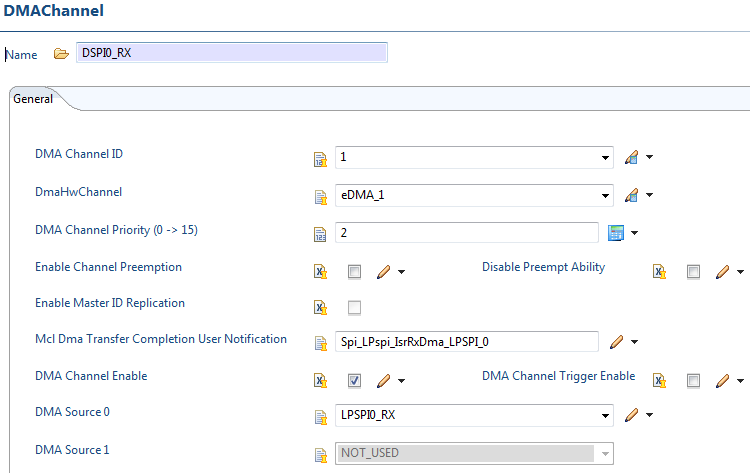 DMAChannel
Name DSPI0_RX
General
DMA Channel ID 1
DmaHwChannel eDMA_1
DMA Channel Priority (0 -> 15) 2
Enable Channel Preemption Disable Preempt Ability
Enable Master ID Replication
Mcl Dma Transfer Completion User Notification Spi_LPspi_IsrRxDma_LPSPI_0
DMA Channel Enable DMA Channel Trigger Enable
DMA Source 0 LPSPI0_RX
DMA Source 1 NOT_USED